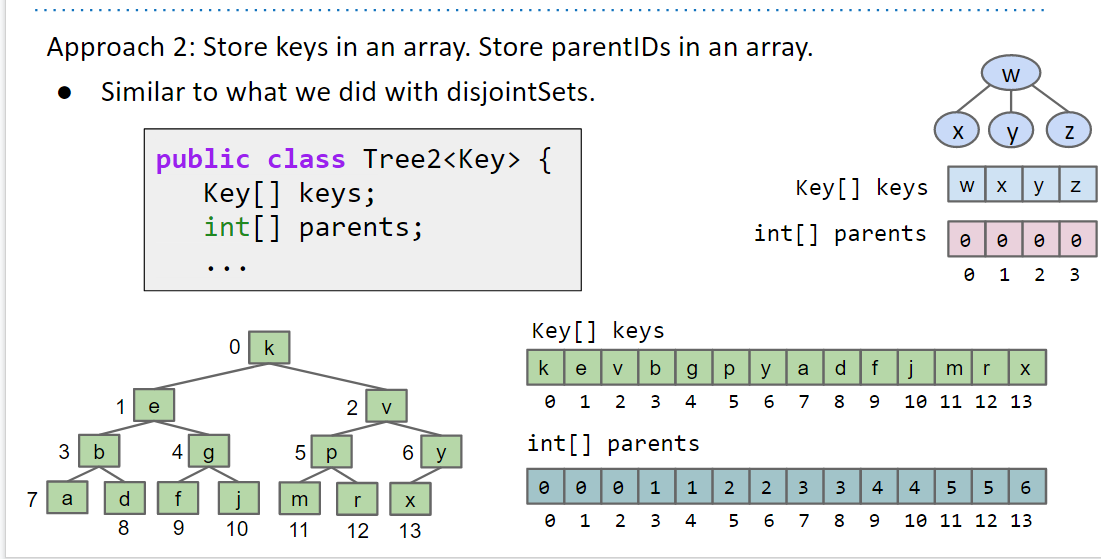 Approach 2: Store keys in an array. Store parentIDs in an array.
● Similar to what we did with disjointSets.
public class Tree2<Key> {
Key[] keys;
int[] parents;
...
w
x y z
Key[] keys w x y z
int[] parents 0 0 0 0
0 1 2 3
0 k
1 e 2 v
3 b 4 g 5 p 6 y
7 a d f j m r x
8 9 10 11 12 13
Key[] keys
k e v b g p y a d f j m r x
0 1 2 3 4 5 6 7 8 9 10 11 12 13
int[] parents
0 0 0 1 1 2 2 3 3 4 4 5 5 6
0 1 2 3 4 5 6 7 8 9 10 11 12 13